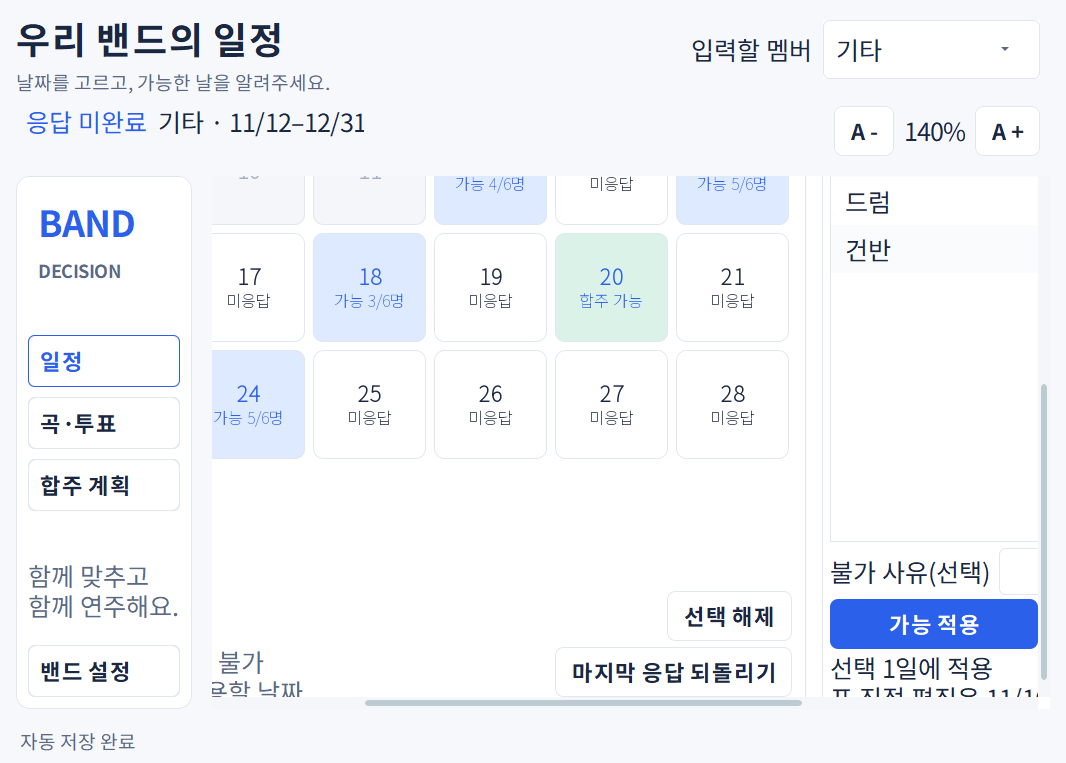 우리 밴드의 일정
입력할 멤버
기타
날짜를 고르고, 가능한 날을 알려주세요.
응답 미완료 기타 · 11/12–12/31
A -
140%
A +
BAND
DECISION
일정
곡·투표
합주 계획
함께 맞추고
함께 연주해요.
밴드 설정
가능 4/6명
미응답
가능 5/6명
17
미응답
18
가능 3/6명
19
미응답
20
합주 가능
21
미응답
24
가능 5/6명
25
미응답
26
미응답
27
미응답
28
미응답
선택 해제
불가
마지막 응답 되돌리기
날짜
드럼
건반
불가 사유(선택)
가능 적용
선택 1일에 적용
자동 저장 완료